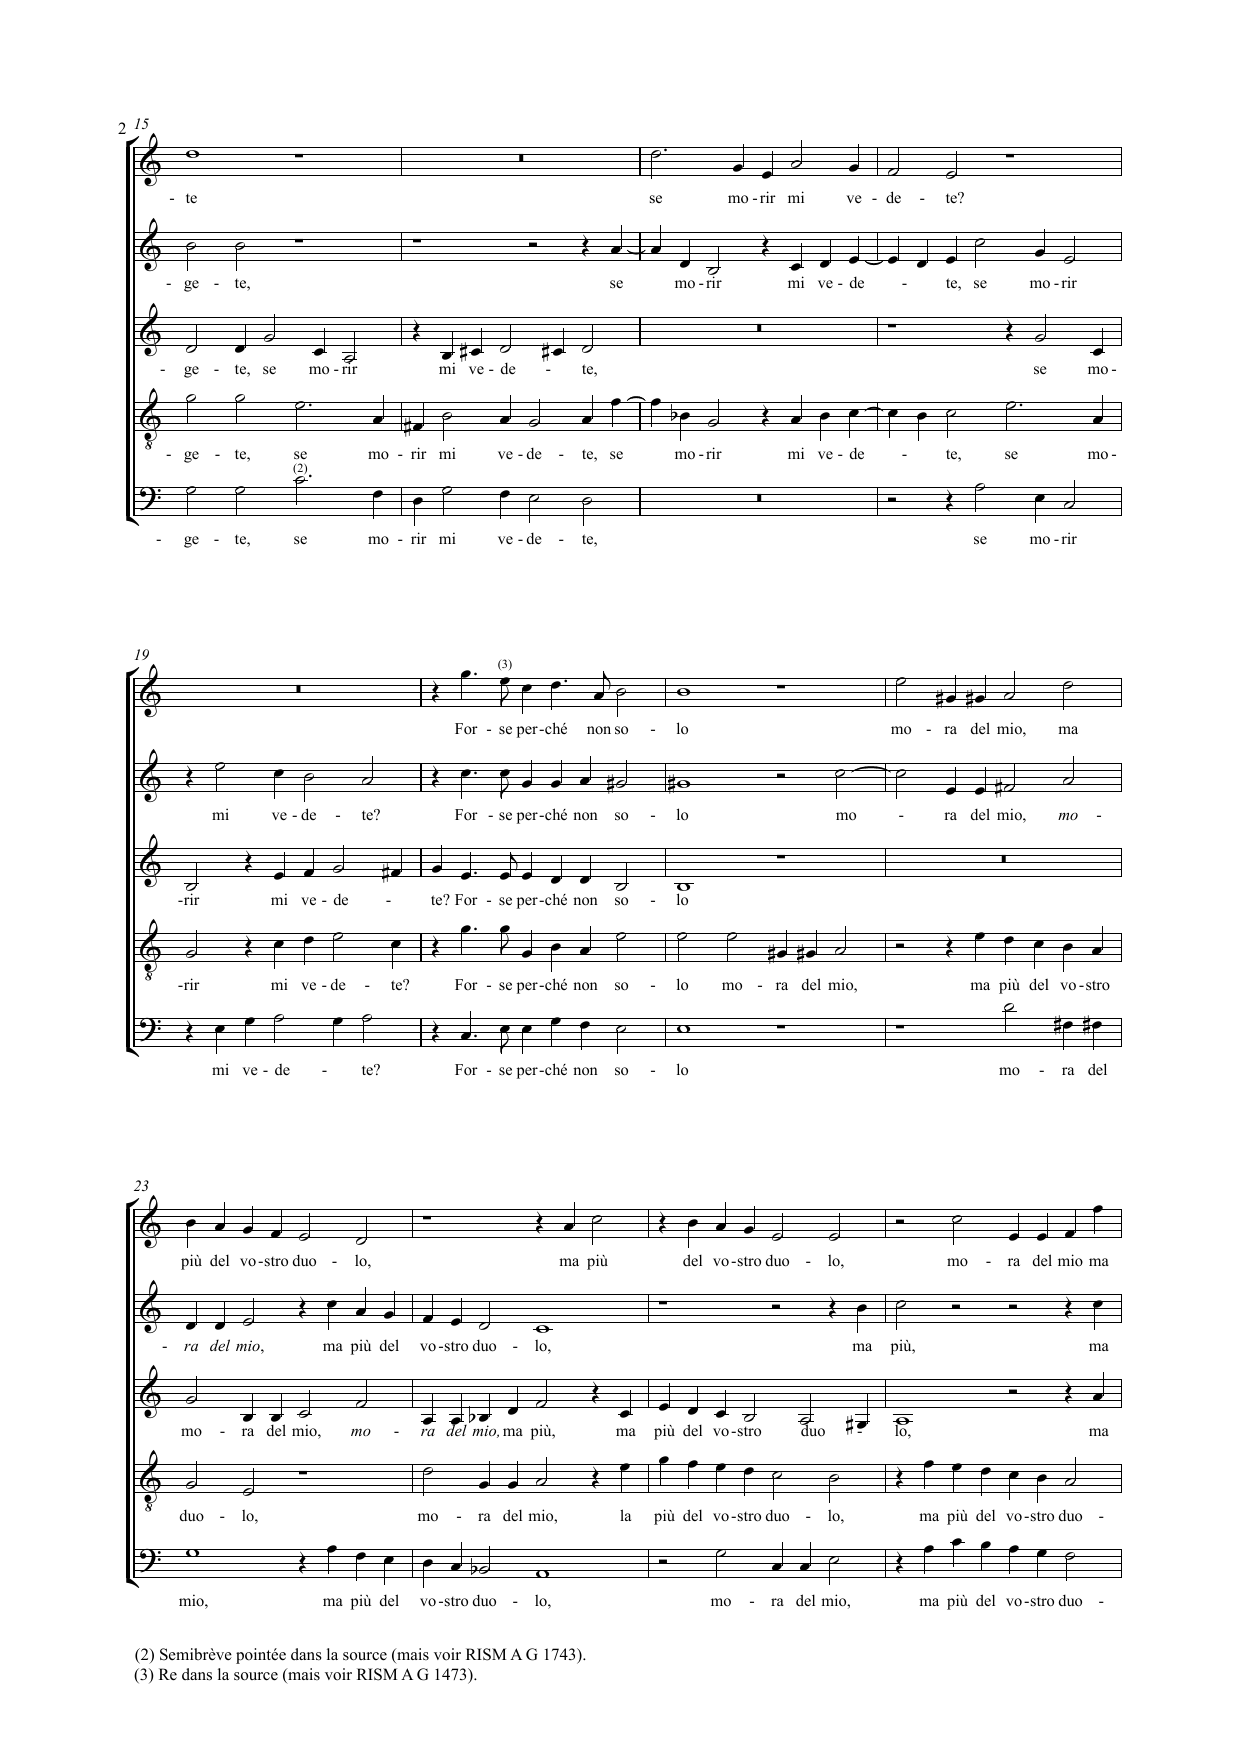 2 15
- te se mo - rir mi ve - de - te?
- ge - te, se mo - rir mi ve - de - te, se mo - rir
- ge - te, se mo - rir mi ve - de - te, se mo -
8
- ge - te, se mo - rir mi ve - de - te, se mo - rir mi ve - de - te, se mo -
(2)
- ge - te, se mo - rir mi ve - de - te, se mo - rir
19
(3)
For - se per - ché non so - lo mo - ra del mio, ma
mi ve - de - te? For - se per - ché non so - lo mo - ra del mio, mo -
-rir mi ve - de - te? For - se per - ché non so - lo
8
-rir mi ve - de - te? For - se per - ché non so - lo mo - ra del mio, ma più del vo - stro
mi ve - de - te? For - se per - ché non so - lo mo - ra del
23
più del vo - stro duo - lo, ma più del vo - stro duo - lo, mo - ra del mio ma
- ra del mio, ma più del vo - stro duo - lo, ma più, ma
mo - ra del mio, mo - ra del mio, ma più, ma più del vo - stro duo - lo, ma
8
duo - lo, mo - ra del mio, la più del vo - stro duo - lo, ma più del vo - stro duo -
mio, ma più del vo - stro duo - lo, mo - ra del mio, ma più del vo - stro duo -
(2) Semibrève pointée dans la source (mais voir RISM A G 1743).
(3) Re dans la source (mais voir RISM A G 1473).